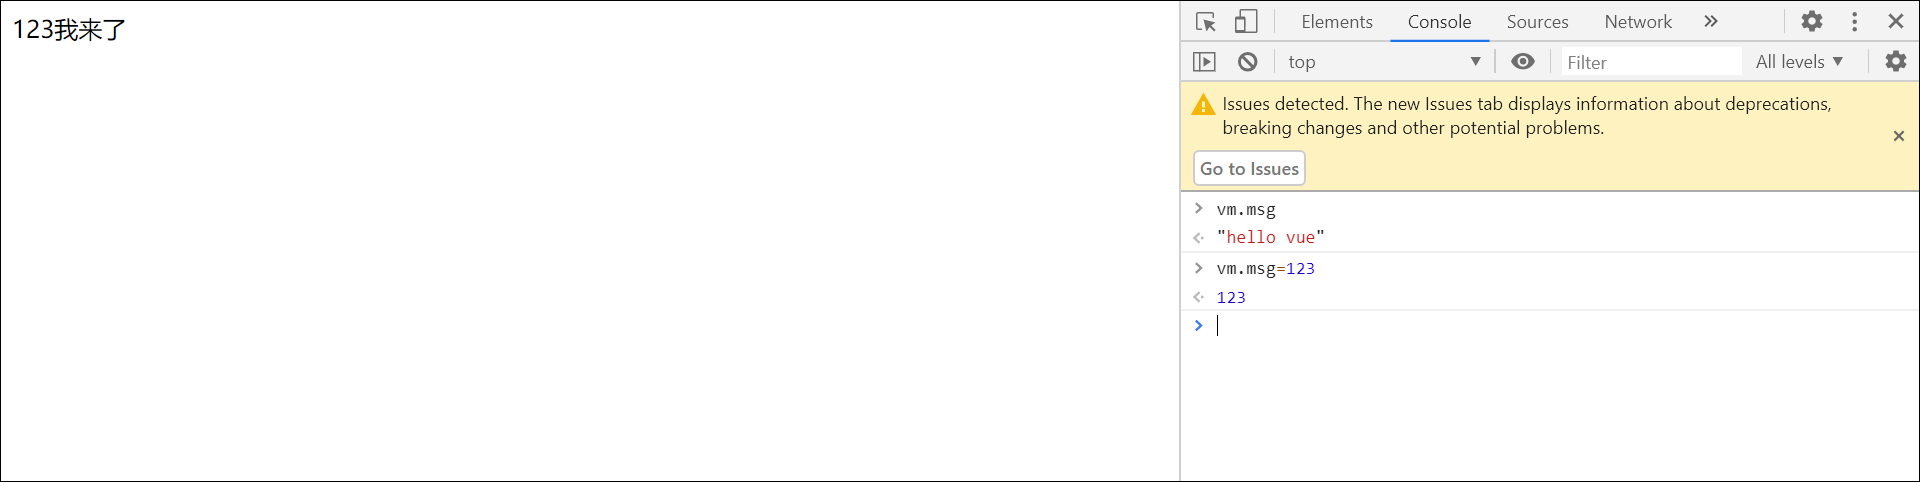 123我来了
Elements Console Sources Network
top Filter All levels
Issues detected. The new Issues tab displays information about deprecations,
breaking changes and other potential problems.
Go to Issues
vm.msg
"hello vue"
vm.msg=123
123